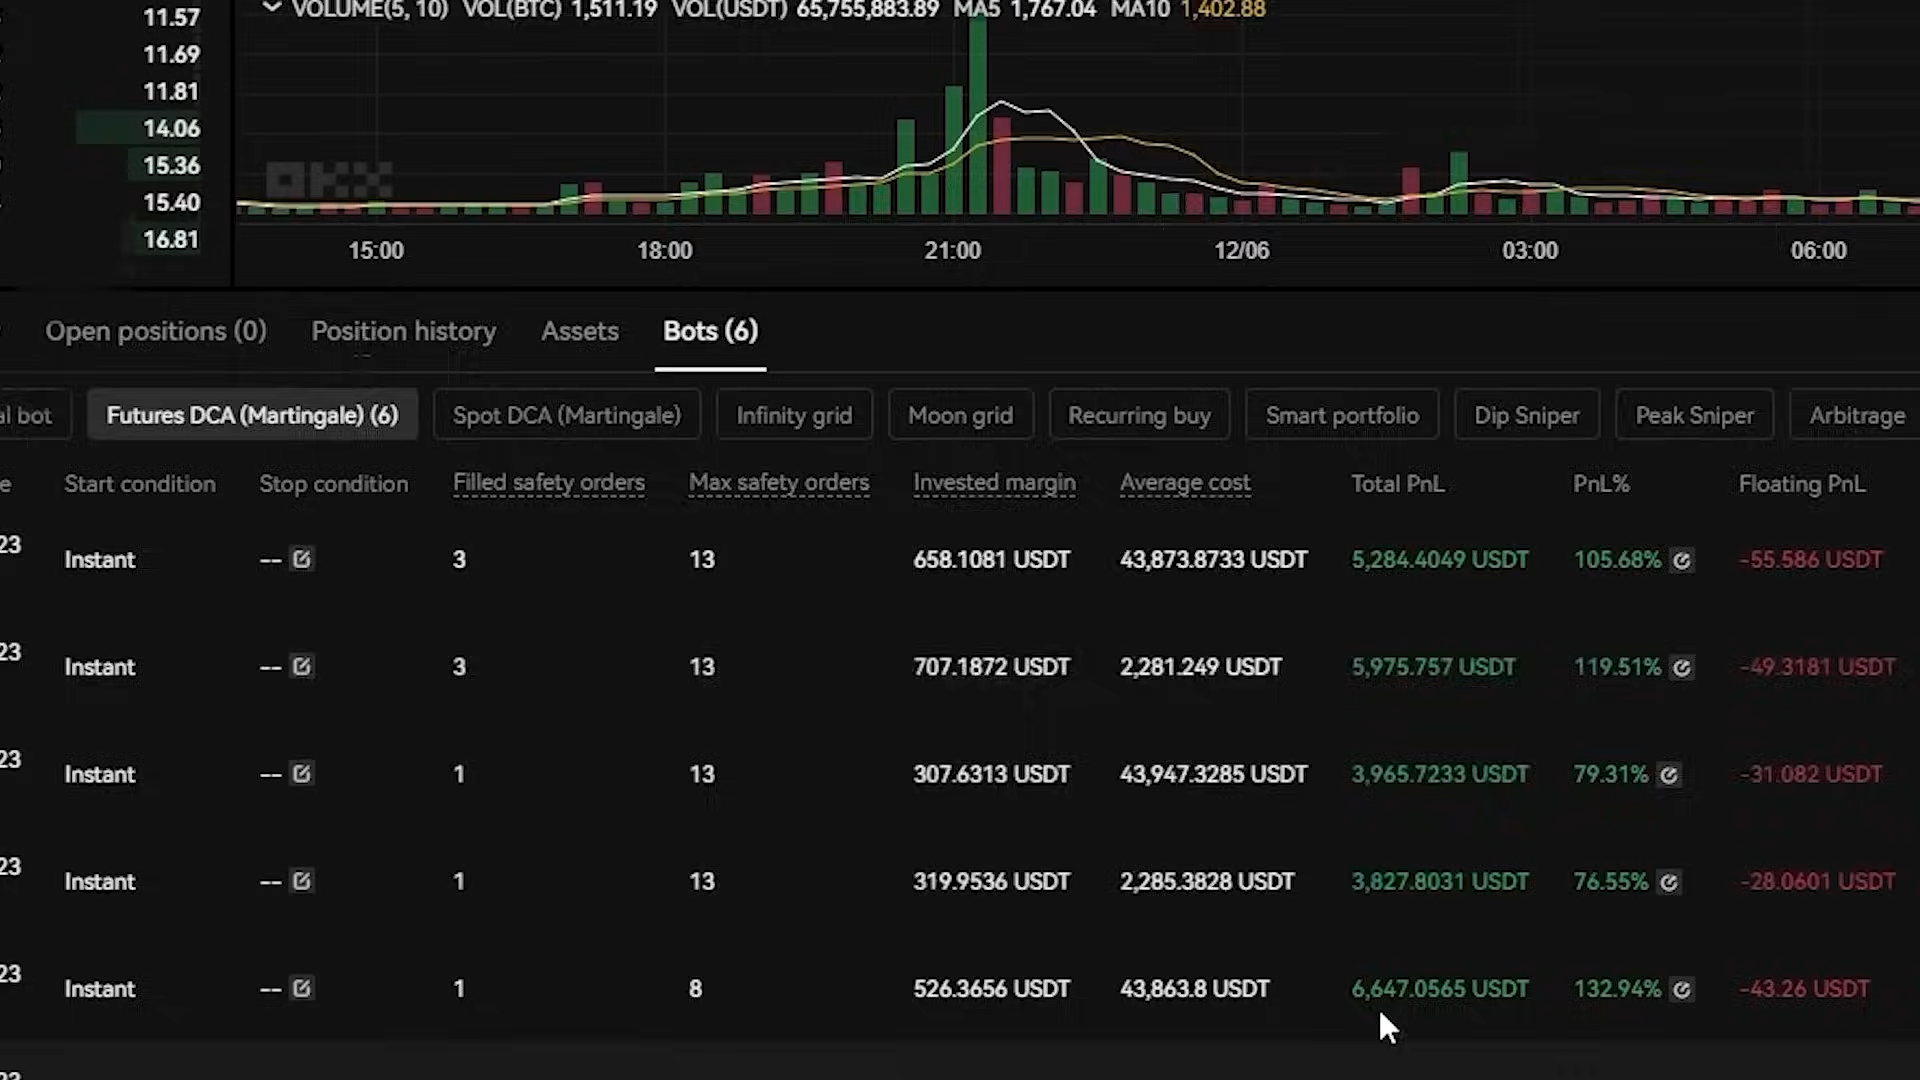 VOLUME(5, 10) VOL(BTC) 1,511.19 VOL(USDT) 65,755,883.89 MA5 1,767.04 MA10 1,402.88
11.57
11.69
11.81
14.06
15.36
15.40
16.81
OKX
15:00 18:00 21:00 12/06 03:00 06:00
Open positions (0) Position history Assets Bots (6)
al bot Futures DCA (Martingale) (6) Spot DCA (Martingale) Infinity grid Moon grid Recurring buy Smart portfolio Dip Sniper Peak Sniper Arbitrage
e Start condition Stop condition Filled safety orders Max safety orders Invested margin Average cost Total PnL PnL% Floating PnL
23 Instant -- 3 13 658.1081 USDT 43,873.8733 USDT 5,284.4049 USDT 105.68% -55.586 USDT
23 Instant -- 3 13 707.1872 USDT 2,281.249 USDT 5,975.757 USDT 119.51% -49.3181 USDT
23 Instant -- 1 13 307.6313 USDT 43,947.3285 USDT 3,965.7233 USDT 79.31% -31.082 USDT
23 Instant -- 1 13 319.9536 USDT 2,285.3828 USDT 3,827.8031 USDT 76.55% -28.0601 USDT
23 Instant -- 1 8 526.3656 USDT 43,863.8 USDT 6,647.0565 USDT 132.94% -43.26 USDT